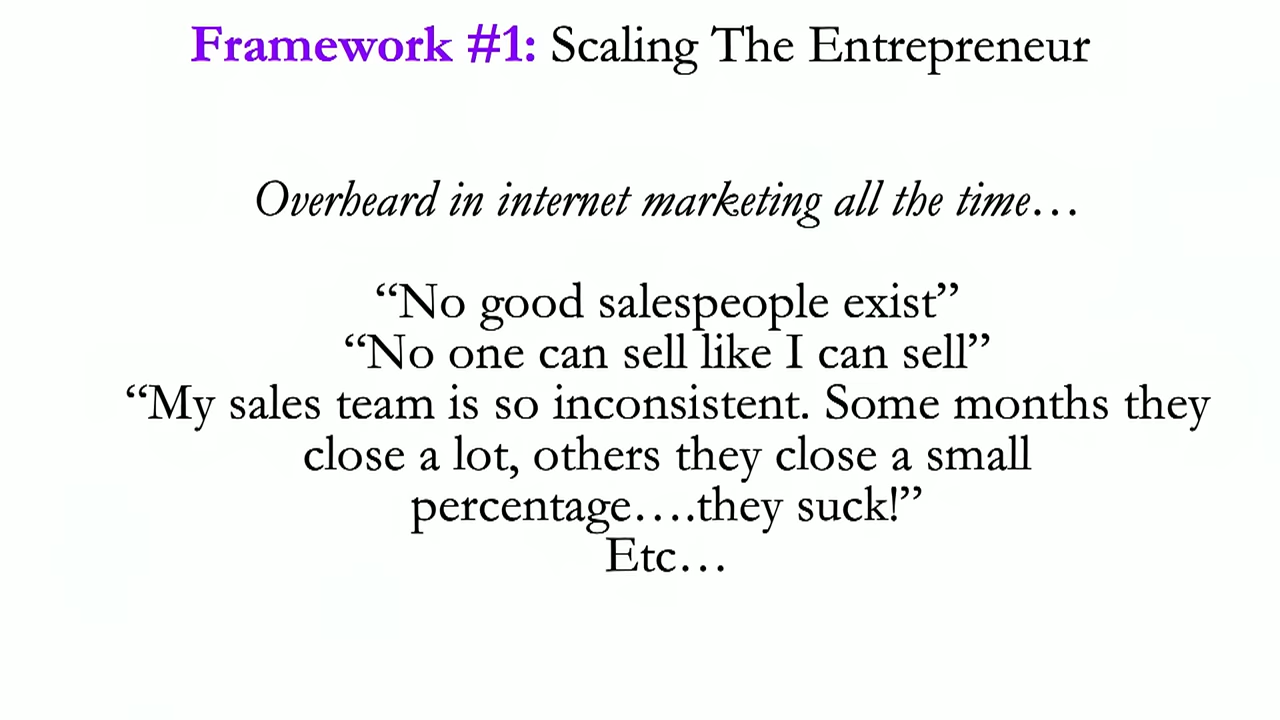 Framework #1: Scaling The Entrepreneur
Overheard in internet marketing all the time…
“No good salespeople exist”
“No one can sell like I can sell”
“My sales team is so inconsistent. Some months they
close a lot, others they close a small
percentage….they suck!”
Etc…